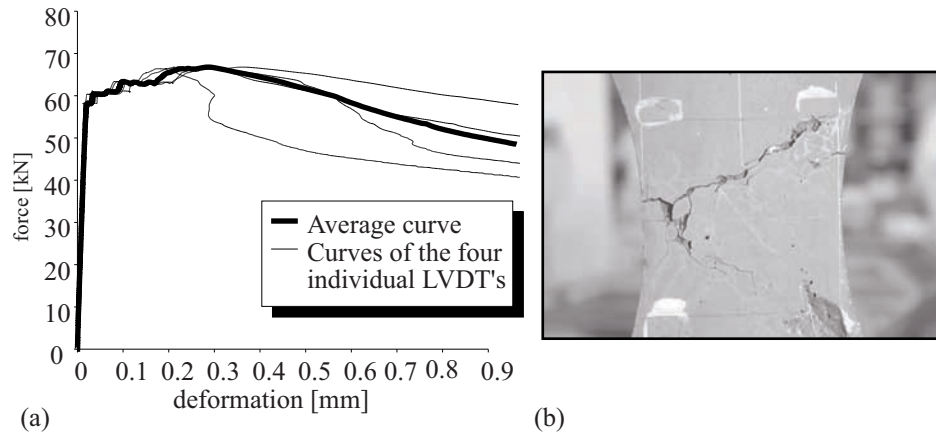 80
70
60
50
40
30
20
10
0
force [kN]
Average curve
Curves of the four
individual LVDT's
0 0.1 0.2 0.3 0.4 0.5 0.6 0.7 0.8 0.9
deformation [mm]
(a)
(b)